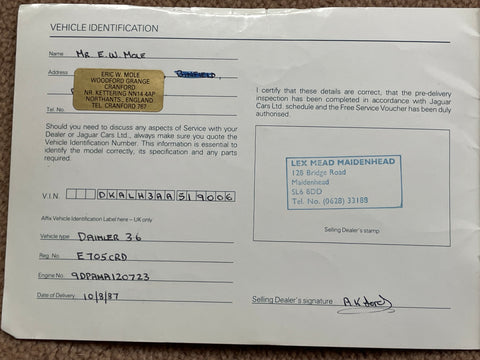 VEHICLE IDENTIFICATION
Name MR E.W. MOLE
Address
ERIC W. MOLE
WOODFORD GRANGE
CRANFORD
NR. KETTERING NN14 4AP
NORTHANTS., ENGLAND
TEL. CRANFORD 767
Tel. No.
Should you need to discuss any aspects of Service with your
Dealer or Jaguar Cars Ltd., always make sure you quote the
Vehicle Identification Number. This information is essential to
identify the model correctly, its specification and any parts
required.
V.I.N. DKALH3AA519006
Affix Vehicle Identification Label here – UK only
Vehicle type DAIMLER 3.6
Reg. No. E705CRD
Engine No. 9DPAMA120723
Date of Delivery 10/8/87
I certify that these details are correct, that the pre-delivery
inspection has been completed in accordance with Jaguar
Cars Ltd. schedule and the Free Service Voucher has been duly
authorised.
LEX MEAD MAIDENHEAD
128 Bridge Road
Maidenhead
SL6 8DD
Tel. No. (0628) 33188
Selling Dealer's stamp
Selling Dealer's signature